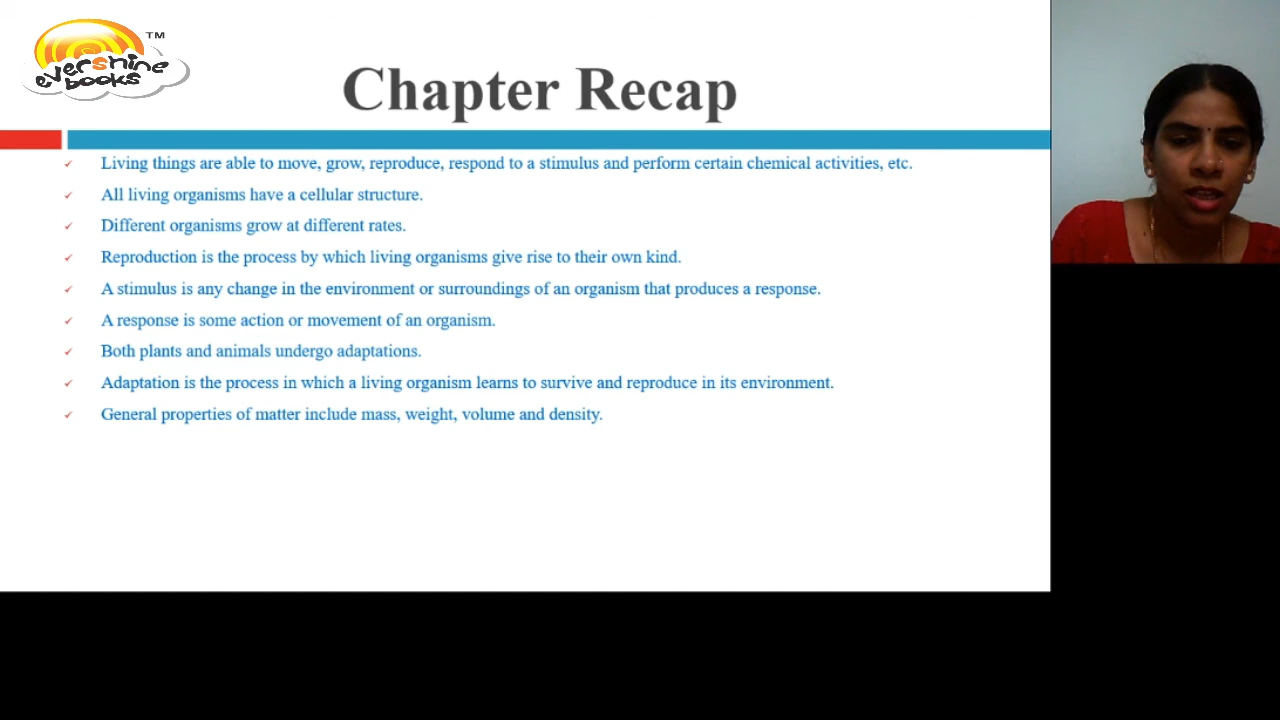 evershine
books
TM
Chapter Recap
✓ Living things are able to move, grow, reproduce, respond to a stimulus and perform certain chemical activities, etc.
✓ All living organisms have a cellular structure.
✓ Different organisms grow at different rates.
✓ Reproduction is the process by which living organisms give rise to their own kind.
✓ A stimulus is any change in the environment or surroundings of an organism that produces a response.
✓ A response is some action or movement of an organism.
✓ Both plants and animals undergo adaptations.
✓ Adaptation is the process in which a living organism learns to survive and reproduce in its environment.
✓ General properties of matter include mass, weight, volume and density.